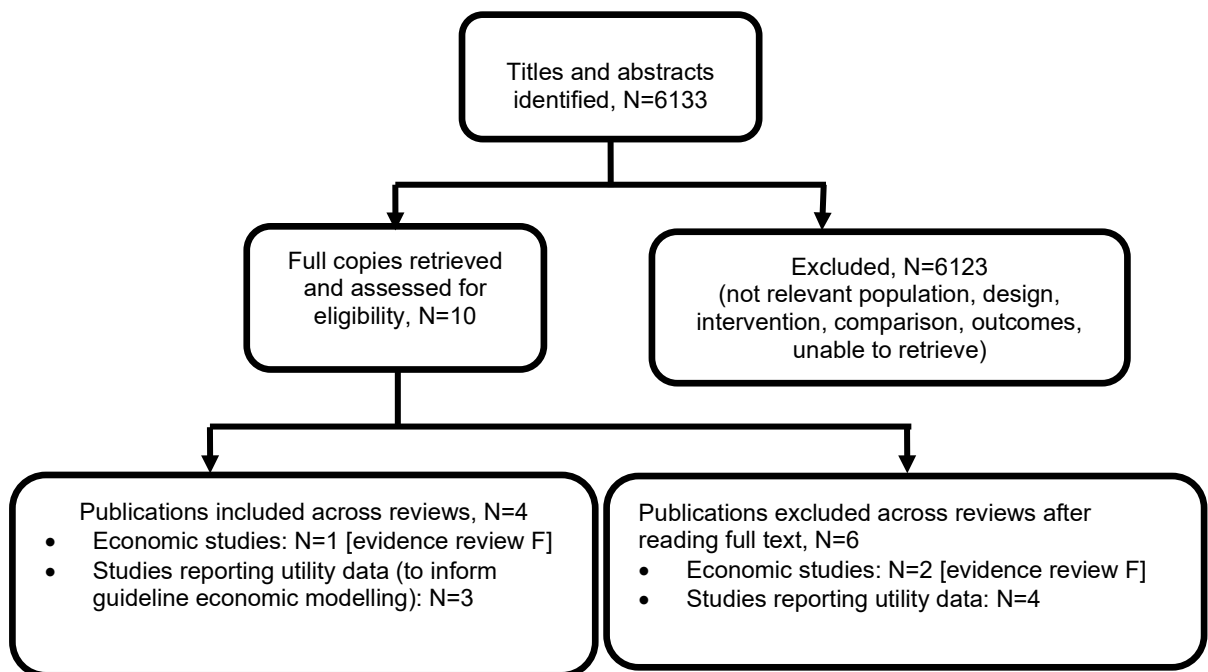 Titles and abstracts
identified, N=6133
Full copies retrieved
and assessed for
eligibility, N=10
Excluded, N=6123
(not relevant population, design,
intervention, comparison, outcomes,
unable to retrieve)
Publications included across reviews, N=4
• Economic studies: N=1 [evidence review F]
• Studies reporting utility data (to inform
guideline economic modelling): N=3
Publications excluded across reviews after
reading full text, N=6
• Economic studies: N=2 [evidence review F]
• Studies reporting utility data: N=4